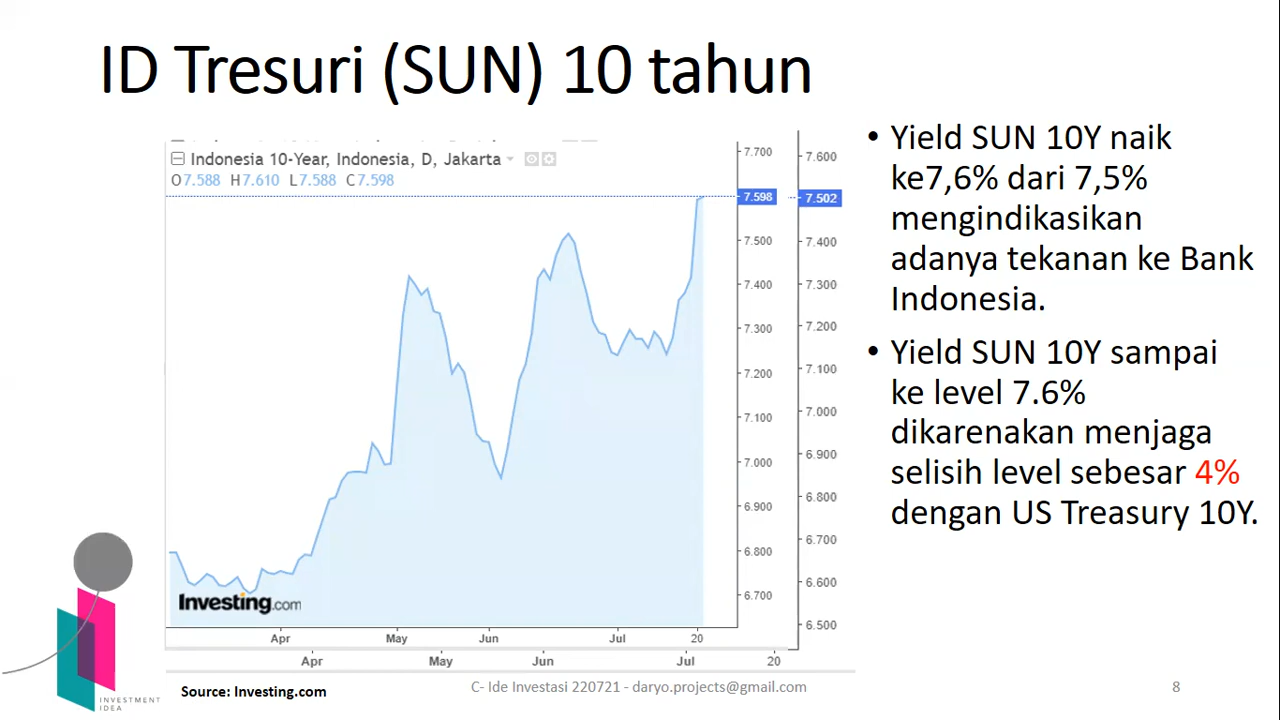 ID Tresuri (SUN) 10 tahun
Indonesia 10-Year, Indonesia, D, Jakarta
O7.588 H7.610 L7.588 C7.598
7.700
7.598
7.500
7.400
7.300
7.200
7.100
7.000
6.900
6.800
6.700
7.600
7.502
7.400
7.300
7.200
7.100
7.000
6.900
6.800
6.700
6.600
6.500
Investing.com
Apr May Jun Jul 20
Apr May Jun Jul 20
• Yield SUN 10Y naik
ke7,6% dari 7,5%
mengindikasikan
adanya tekanan ke Bank
Indonesia.
• Yield SUN 10Y sampai
ke level 7.6%
dikarenakan menjaga
selisih level sebesar 4%
dengan US Treasury 10Y.
INVESTMENT
IDEA
Source: Investing.com
C- Ide Investasi 220721 - daryo.projects@gmail.com
8